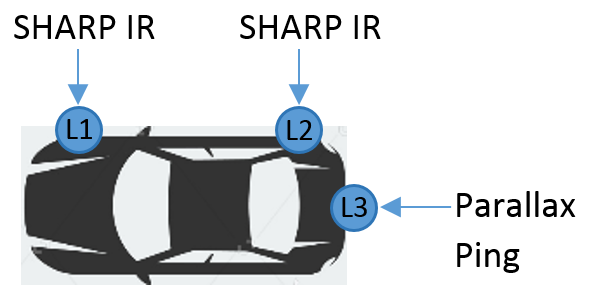 SHARP IR SHARP IR
L1 L2
L3 Parallax
Ping